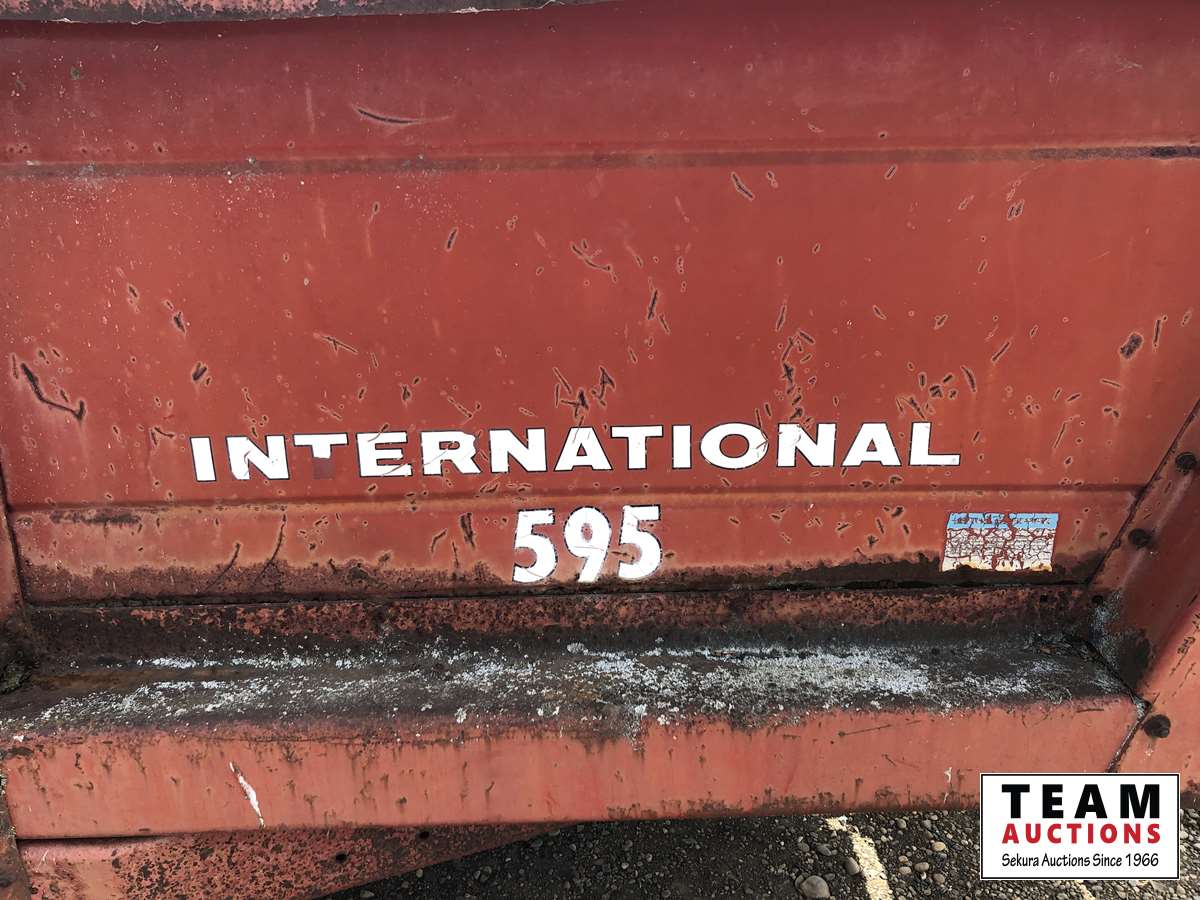 INTERNATIONAL
595
TEAM
AUCTIONS
Sekura Auctions Since 1966